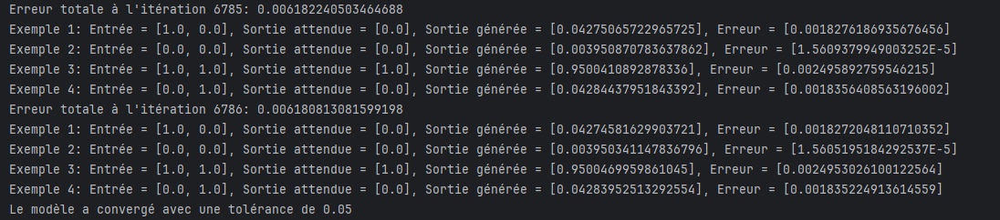 Erreur totale à l'itération 6785: 0.006182240503464688
Exemple 1: Entrée = [1.0, 0.0], Sortie attendue = [0.0], Sortie générée = [0.04275065722965725], Erreur = [0.0018276186935676456]
Exemple 2: Entrée = [0.0, 0.0], Sortie attendue = [0.0], Sortie générée = [0.003950870783637862], Erreur = [1.5609379949003252E-5]
Exemple 3: Entrée = [1.0, 1.0], Sortie attendue = [1.0], Sortie générée = [0.9500410892878336], Erreur = [0.002495892759546215]
Exemple 4: Entrée = [0.0, 1.0], Sortie attendue = [0.0], Sortie générée = [0.04284437951843392], Erreur = [0.0018356408563196002]
Erreur totale à l'itération 6786: 0.006180813081599198
Exemple 1: Entrée = [1.0, 0.0], Sortie attendue = [0.0], Sortie générée = [0.04274581629903721], Erreur = [0.0018272048110710352]
Exemple 2: Entrée = [0.0, 0.0], Sortie attendue = [0.0], Sortie générée = [0.003950341147836796], Erreur = [1.5605195184292537E-5]
Exemple 3: Entrée = [1.0, 1.0], Sortie attendue = [1.0], Sortie générée = [0.9500469959861045], Erreur = [0.0024953026100122564]
Exemple 4: Entrée = [0.0, 1.0], Sortie attendue = [0.0], Sortie générée = [0.04283952513292554], Erreur = [0.001835224913614559]
Le modèle a convergé avec une tolérance de 0.05